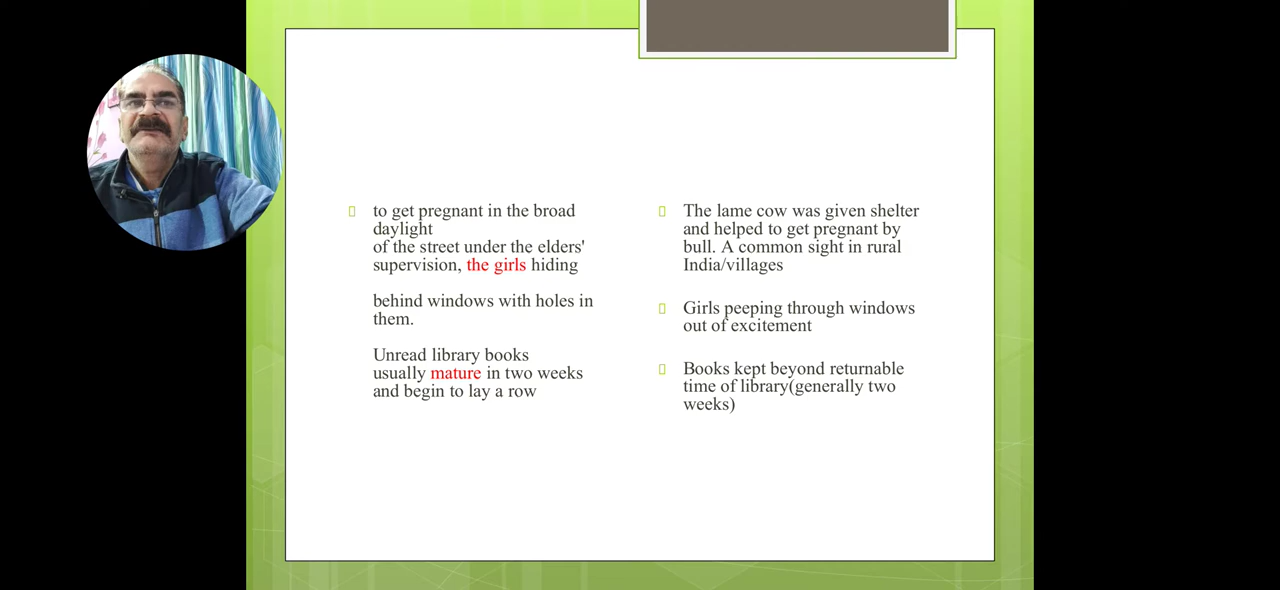 to get pregnant in the broad
daylight
of the street under the elders'
supervision, the girls hiding
behind windows with holes in
them.
Unread library books
usually mature in two weeks
and begin to lay a row
The lame cow was given shelter
and helped to get pregnant by
bull. A common sight in rural
India/villages
Girls peeping through windows
out of excitement
Books kept beyond returnable
time of library(generally two
weeks)